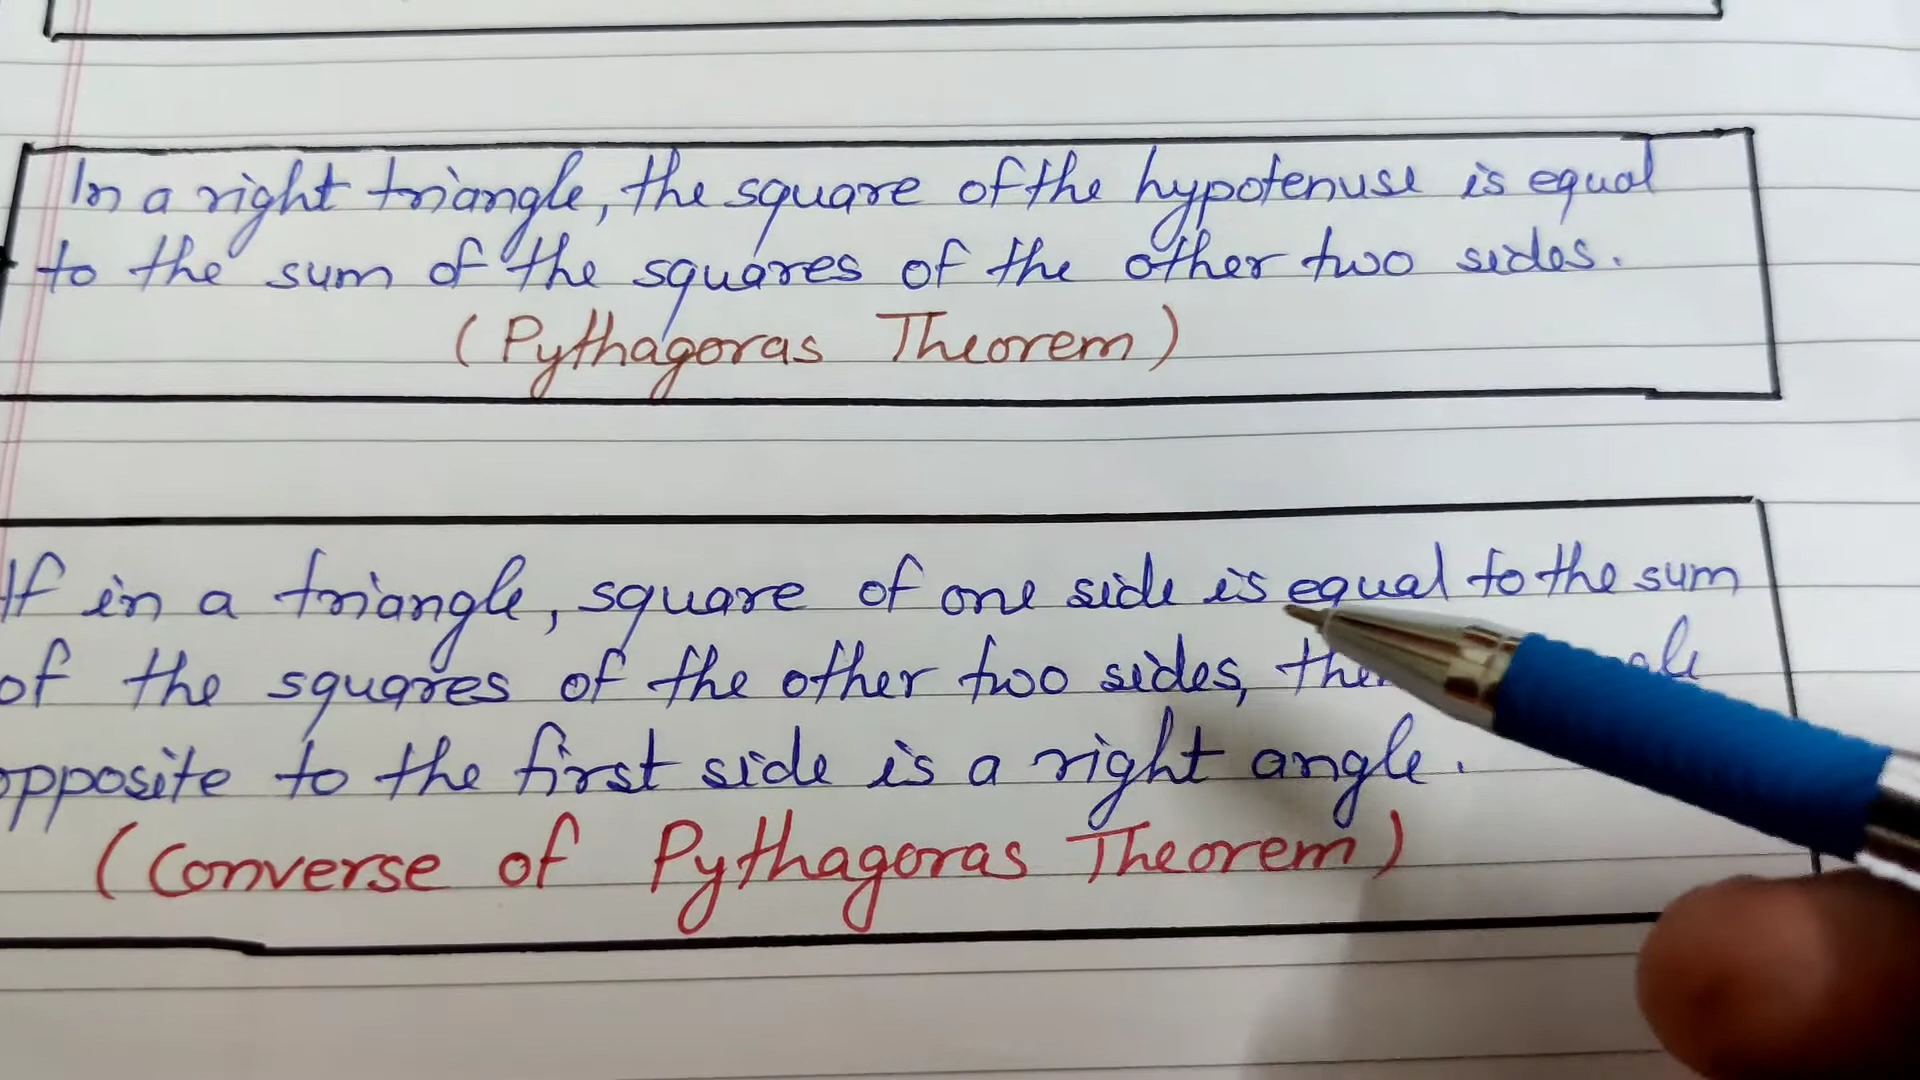 In a right triangle, the square of the hypotenuse is equal
to the sum of the squares of the other two sides.
(Pythagoras Theorem)
If in a triangle, square of one side is equal to the sum
of the squares of the other two sides,
opposite to the first side is a right angle.
(Converse of Pythagoras Theorem)